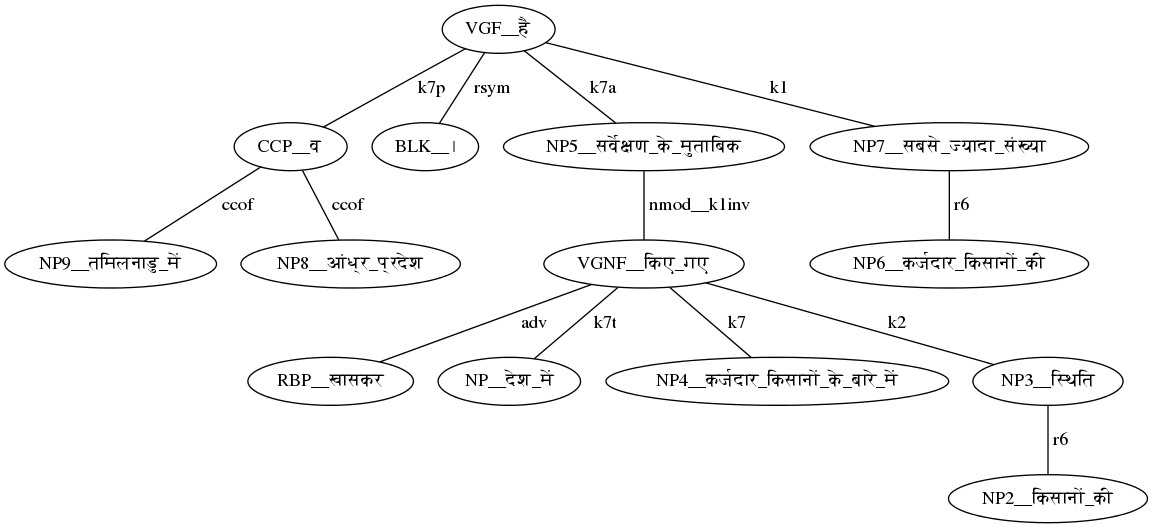 VGF__है
k7p rsym k7a k1
CCP__व BLK__। NP5__सर्वेक्षण_के_मुताबिक NP7__सबसे_ज्यादा_संख्या
ccof ccof nmod__k1inv r6
NP9__तमिलनाडु_में NP8__आंध्र_प्रदेश VGNF__किए_गए NP6__कर्जदार_किसानों_की
adv k7t k7 k2
RBP__खासकर NP__देश_में NP4__कर्जदार_किसानों_के_बारे_में NP3__स्थिति
r6
NP2__किसानों_की